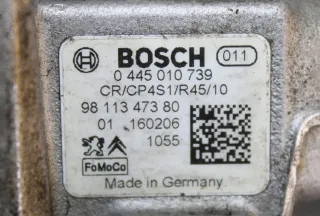 BOSCH 011
0 445 010 739
CR/CP4S1/R45/10
98 113 473 80
01 160206
1055
FoMoCo
Made in Germany